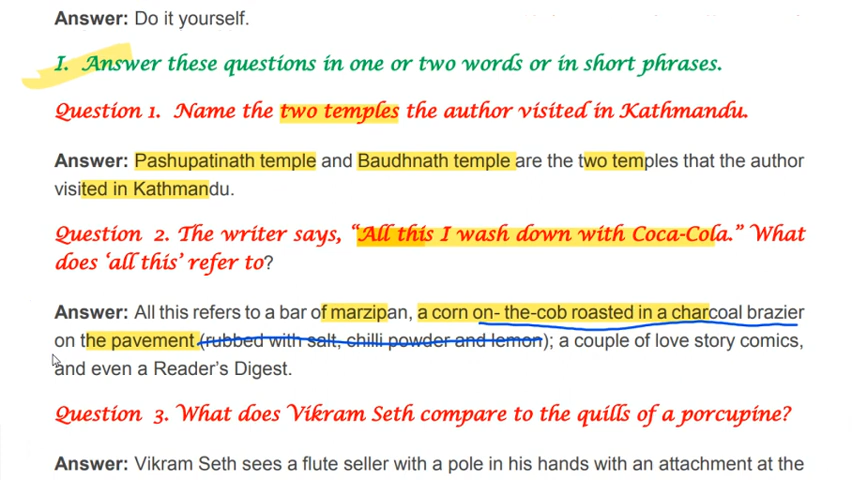 Answer: Do it yourself.
I. Answer these questions in one or two words or in short phrases.
Question 1. Name the two temples the author visited in Kathmandu.
Answer: Pashupatinath temple and Baudhnath temple are the two temples that the author
visited in Kathmandu.
Question 2. The writer says, “All this I wash down with Coca-Cola.” What
does ‘all this’ refer to?
Answer: All this refers to a bar of marzipan, a corn on- the-cob roasted in a charcoal brazier
on the pavement (rubbed with salt, chilli powder and lemon); a couple of love story comics,
and even a Reader’s Digest.
Question 3. What does Vikram Seth compare to the quills of a porcupine?
Answer: Vikram Seth sees a flute seller with a pole in his hands with an attachment at the